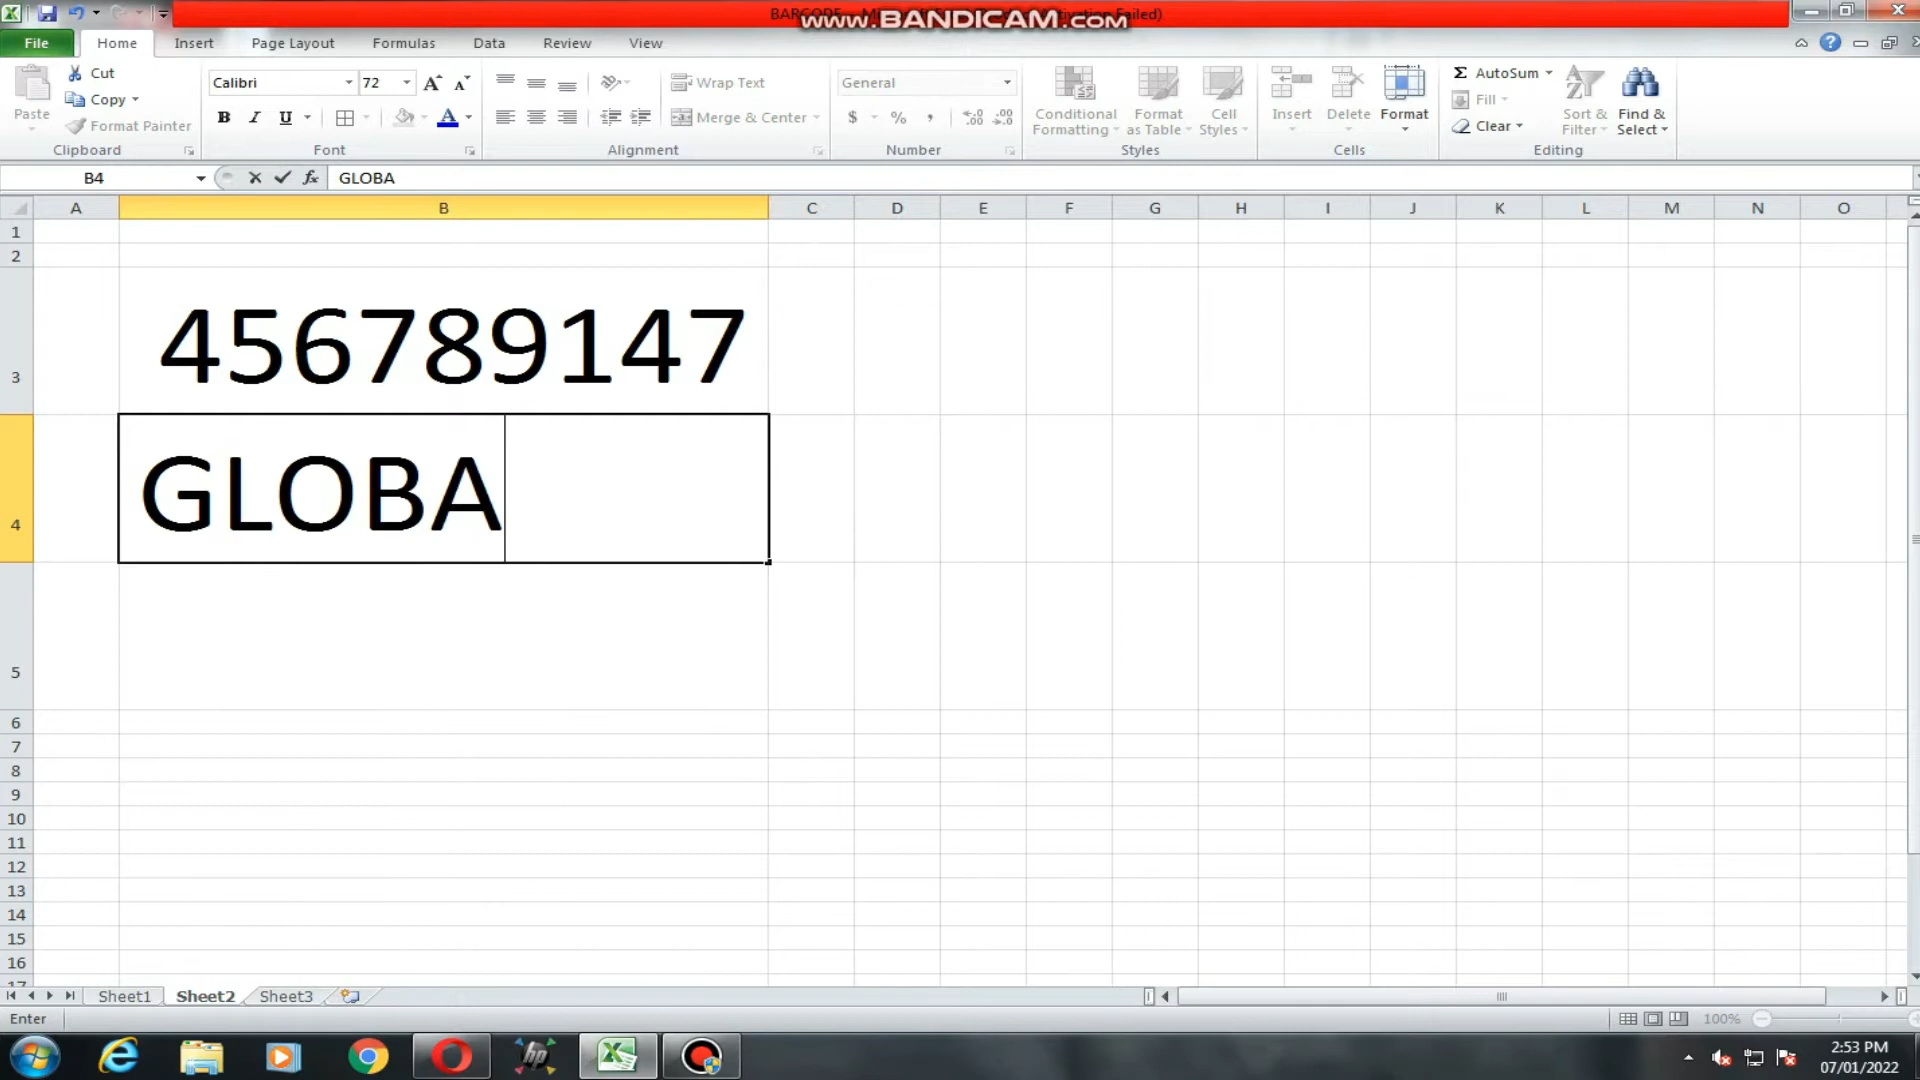 BARCODE
www.BANDICAM.com
File Home Insert Page Layout Formulas Data Review View
Paste
Cut
Copy
Format Painter
Clipboard
Calibri 72
B I U
Font
Wrap Text
Merge & Center
Alignment
General
$ % ,
Number
Conditional Formatting
Format as Table
Cell Styles
Styles
Insert Delete Format
Cells
Σ AutoSum
Fill
Clear
Sort & Filter
Find & Select
Editing
B4 fx GLOBA
A B C D E F G H I J K L M N O
1
2
3 456789147
4 GLOBA
5
6
7
8
9
10
11
12
13
14
15
16
17
Sheet1 Sheet2 Sheet3
Enter 100%
hp
2:53 PM
07/01/2022